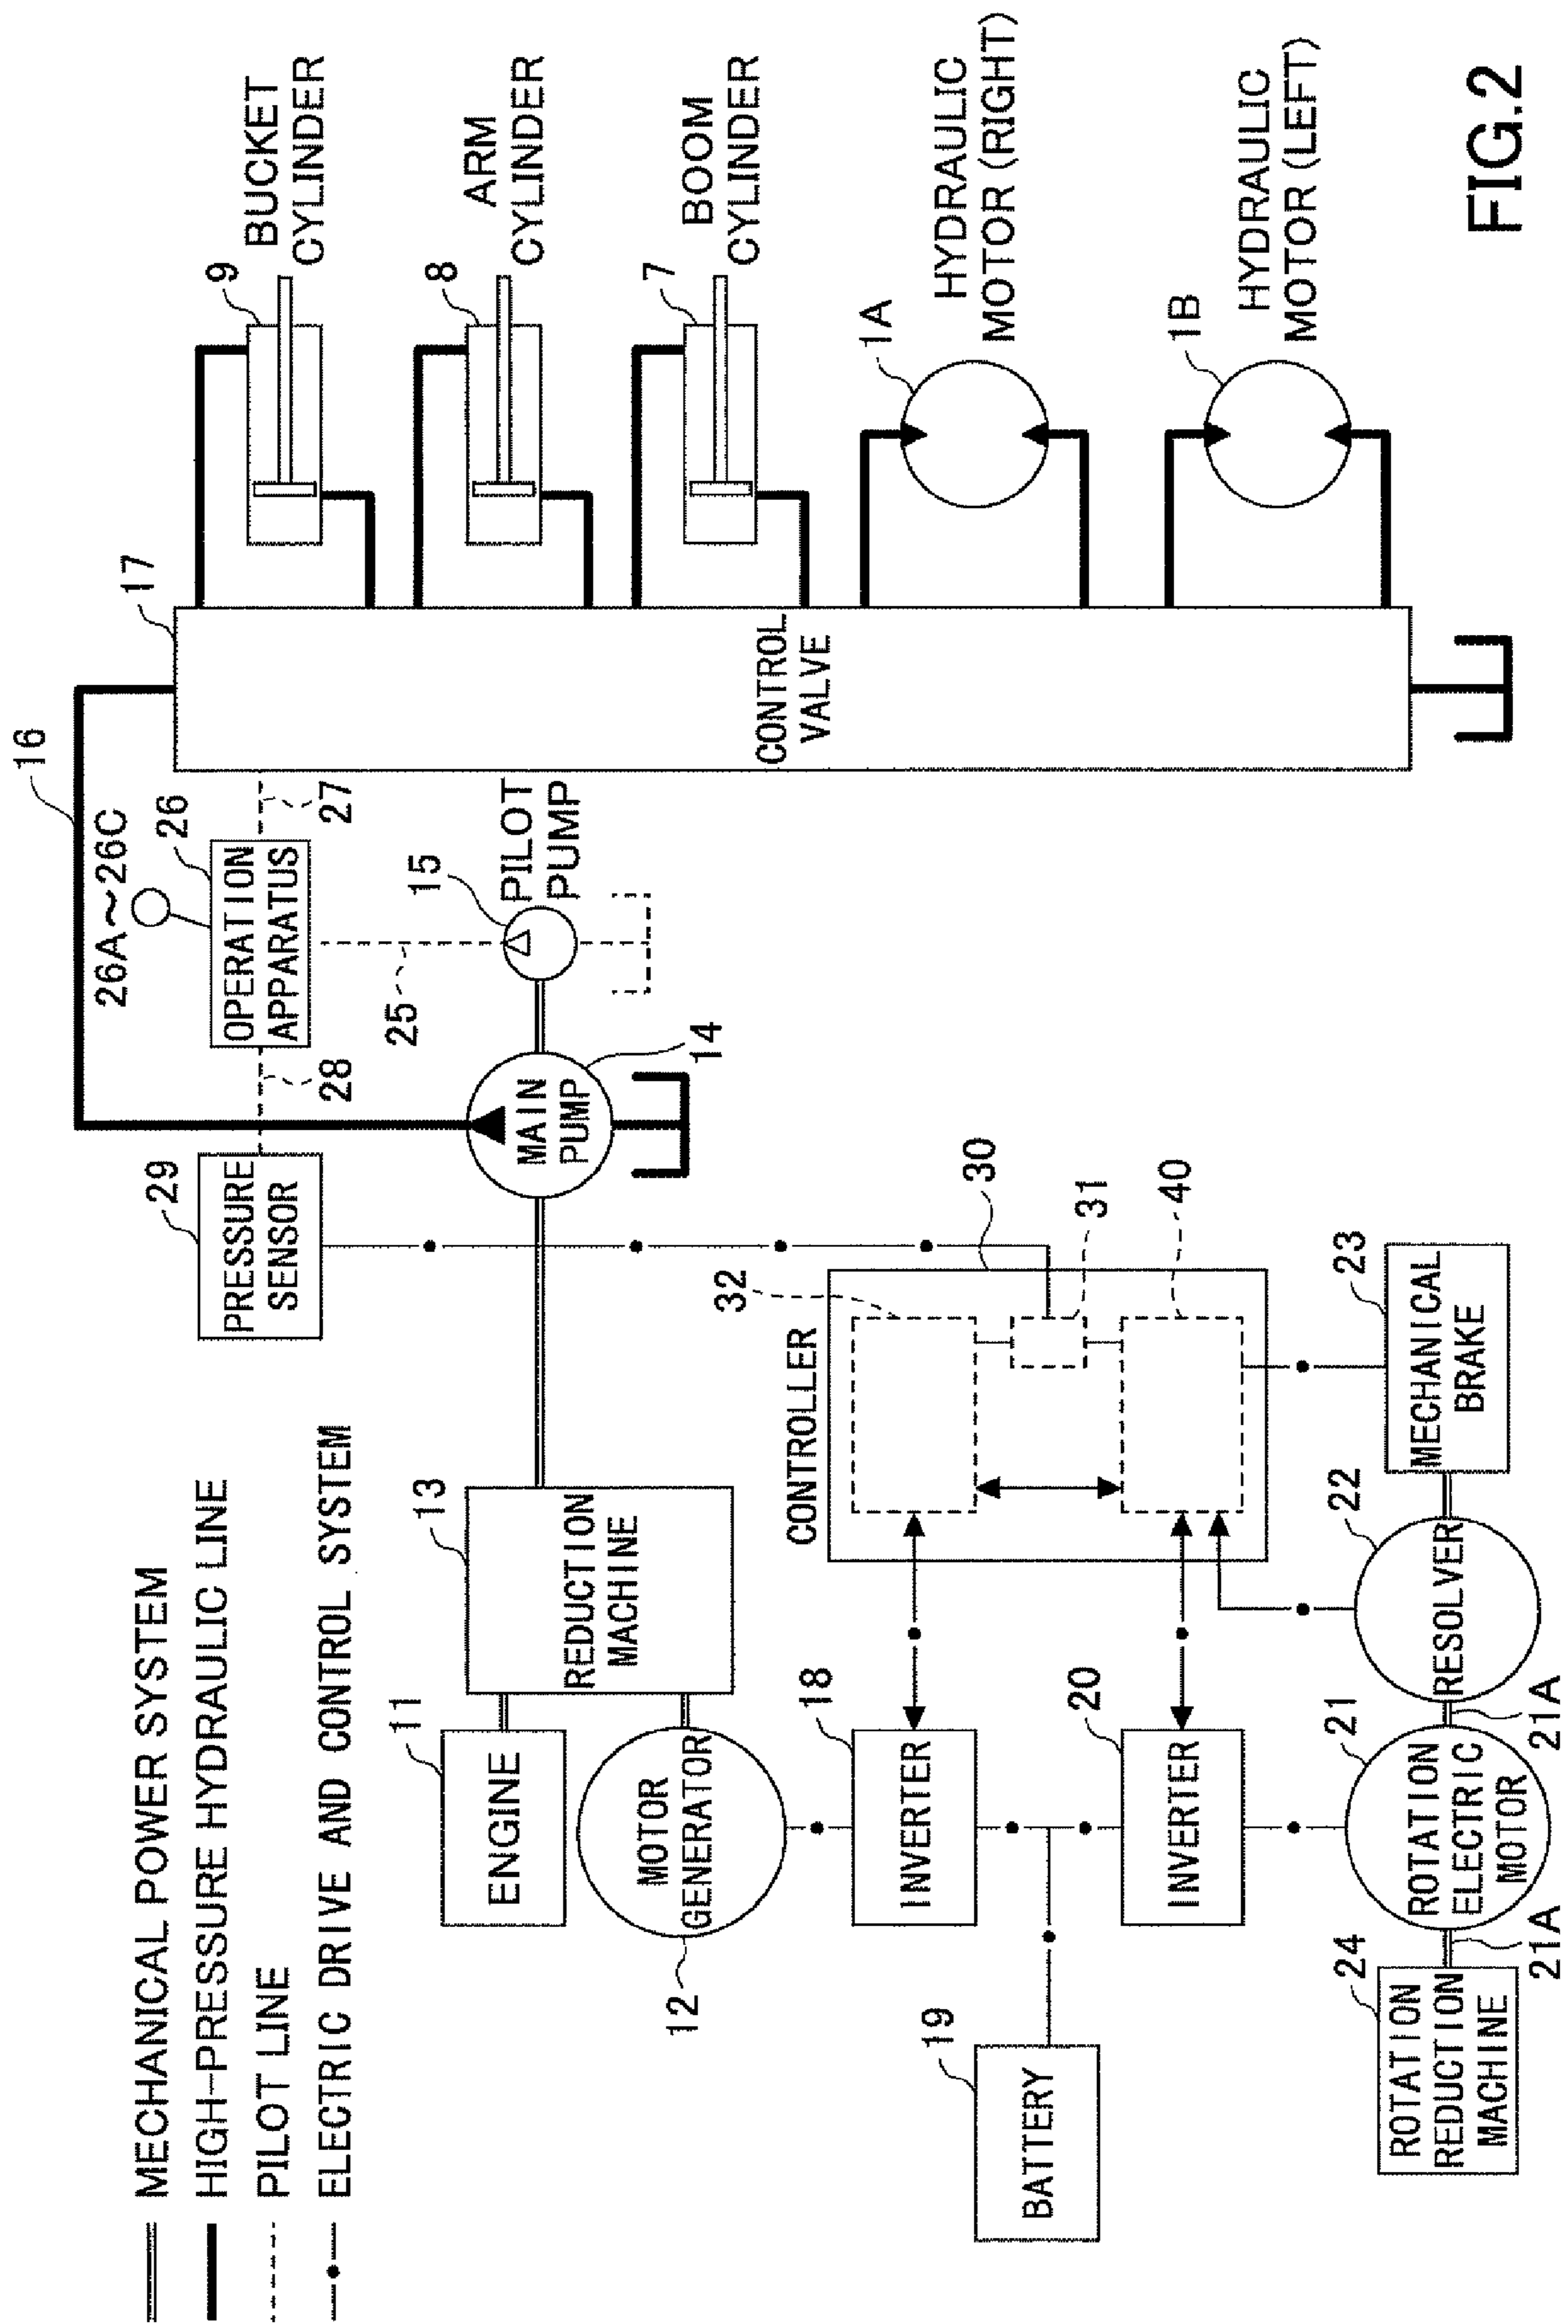 MECHANICAL POWER SYSTEM
HIGH-PRESSURE HYDRAULIC LINE
PILOT LINE
ELECTRIC DRIVE AND CONTROL SYSTEM
16
17
26A～26C
26
OPERATION
APPARATUS
27
28
29
PRESSURE
SENSOR
25
15
PILOT
PUMP
MAIN
PUMP
14
CONTROL
VALVE
9
BUCKET
CYLINDER
8
ARM
CYLINDER
7
BOOM
CYLINDER
1A
HYDRAULIC
MOTOR (RIGHT)
1B
HYDRAULIC
MOTOR (LEFT)
11
ENGINE
13
REDUCTION
MACHINE
MOTOR
GENERATOR
12
18
INVERTER
19
BATTERY
20
INVERTER
CONTROLLER
30
32
31
40
24
ROTATION
REDUCTION
MACHINE
21A
21
ROTATION
ELECTRIC
MOTOR
21A
22
RESOLVER
23
MECHANICAL
BRAKE
FIG.2